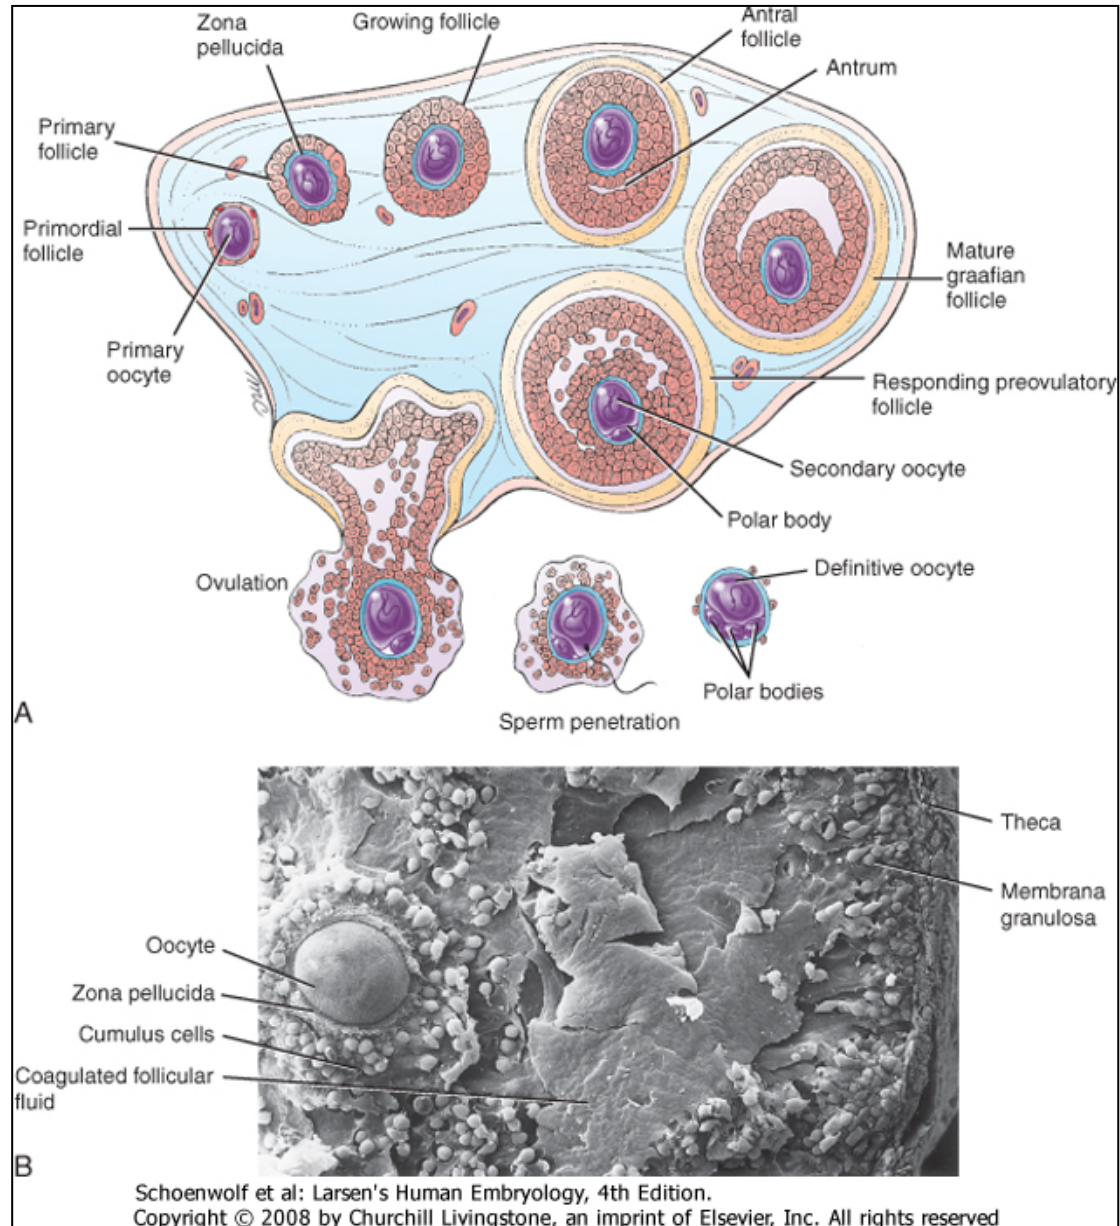 Zona
pellucida
Growing follicle
Antral
follicle
Antrum
Primary
follicle
Primordial
follicle
Mature
graafian
follicle
Primary
oocyte
Responding preovulatory
follicle
Secondary oocyte
Polar body
Ovulation
Definitive oocyte
Polar bodies
Sperm penetration
A
Theca
Membrana
granulosa
Oocyte
Zona pellucida
Cumulus cells
Coagulated follicular
fluid
B
Schoenwolf et al: Larsen's Human Embryology, 4th Edition.
Copyright © 2008 by Churchill Livingstone, an imprint of Elsevier, Inc. All rights reserved